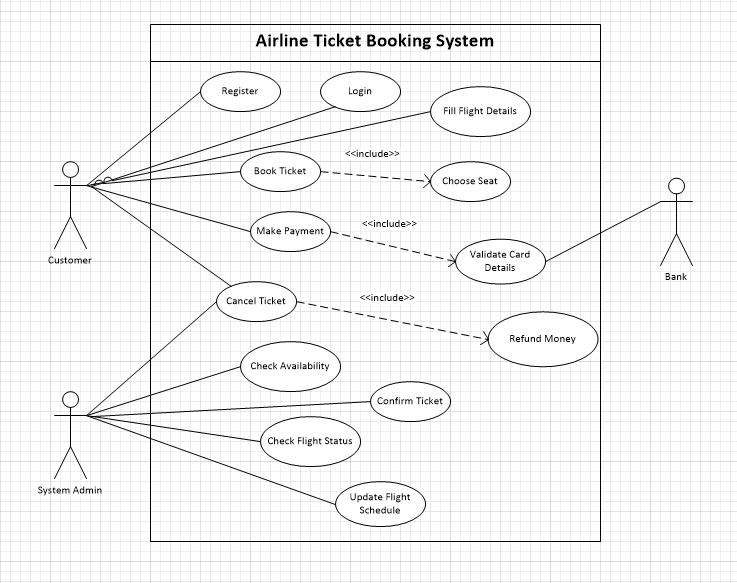 Airline Ticket Booking System
Register
Login
Fill Flight Details
<<include>>
Book Ticket
Choose Seat
<<include>>
Make Payment
Validate Card
Details
Customer
Bank
<<include>>
Cancel Ticket
Refund Money
Check Availability
Confirm Ticket
Check Flight Status
System Admin
Update Flight
Schedule